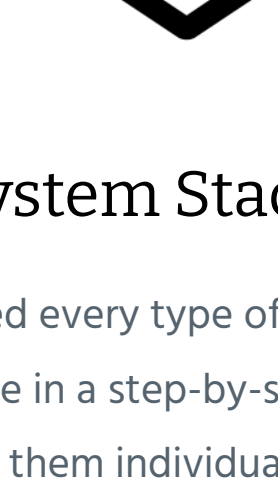 ystem Stac
ed every type of
e in a step-by-s
them individua